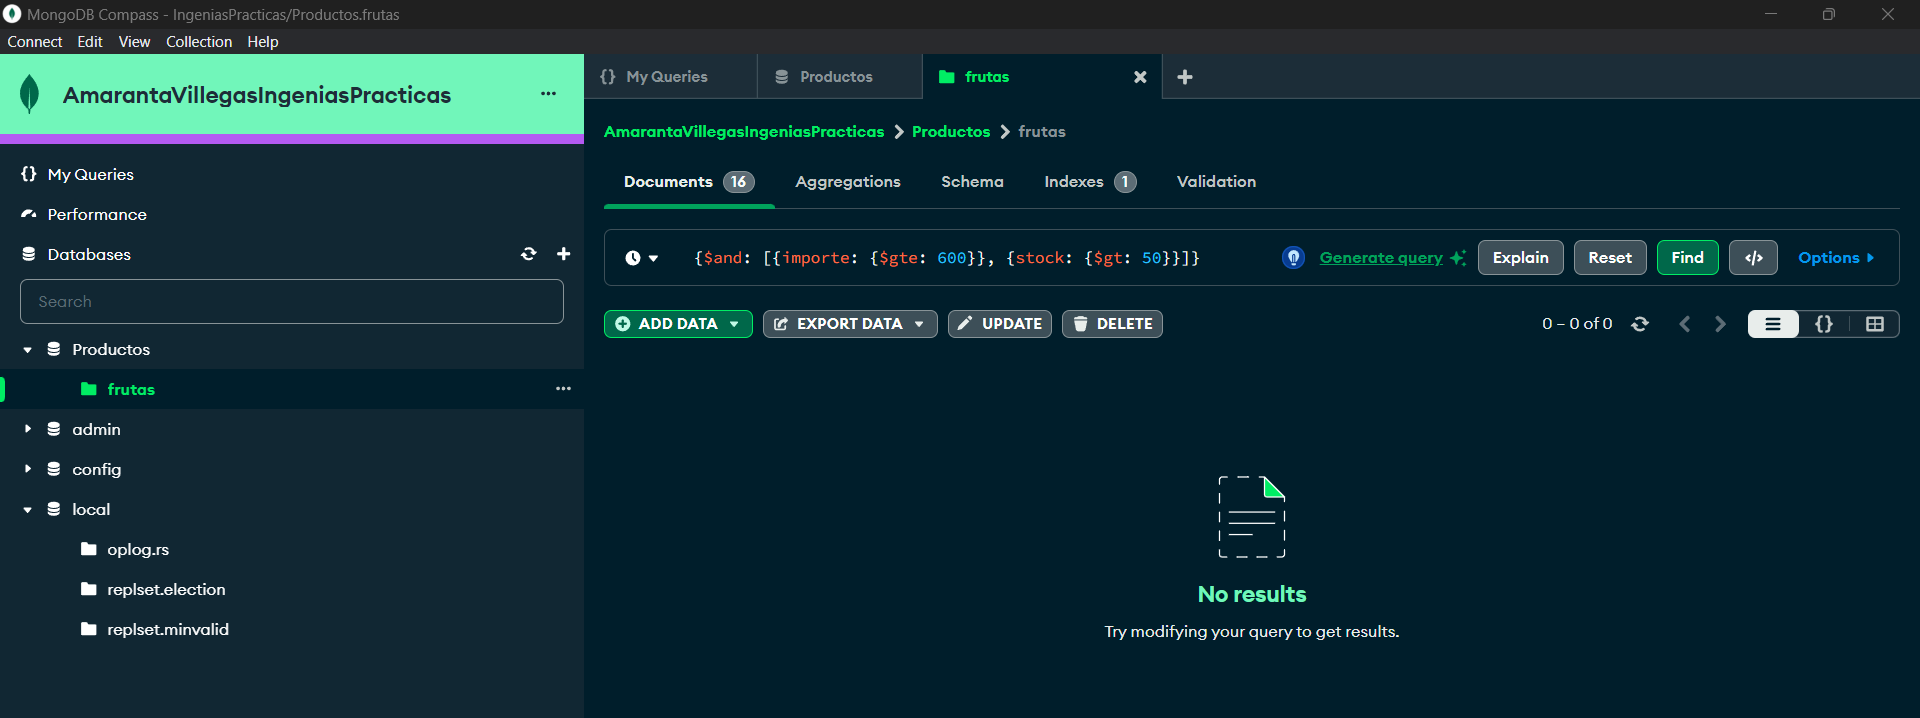 MongoDB Compass - IngeniasPracticas/Productos.frutas
Connect Edit View Collection Help
AmarantaVillegasIngeniasPracticas ...
{} My Queries
Performance
Databases
Search
Productos
frutas ...
admin
config
local
oplog.rs
replset.election
replset.minvalid
{} My Queries Productos frutas
AmarantaVillegasIngeniasPracticas > Productos > frutas
Documents 16 Aggregations Schema Indexes 1 Validation
{$and: [{importe: {$gte: 600}}, {stock: {$gt: 50}}]}
Generate query Explain Reset Find </> Options
ADD DATA EXPORT DATA UPDATE DELETE
0 – 0 of 0 {}
No results
Try modifying your query to get results.